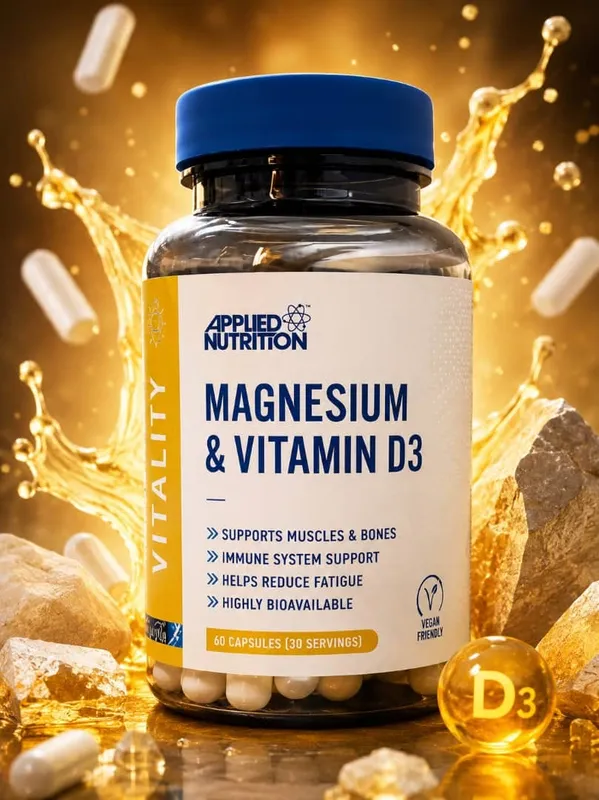 APPLIED
NUTRITION
™
VITALITY
MAGNESIUM
& VITAMIN D3
SUPPORTS MUSCLES & BONES
IMMUNE SYSTEM SUPPORT
HELPS REDUCE FATIGUE
HIGHLY BIOAVAILABLE
60 CAPSULES (30 SERVINGS)
VEGAN
FRIENDLY
D3